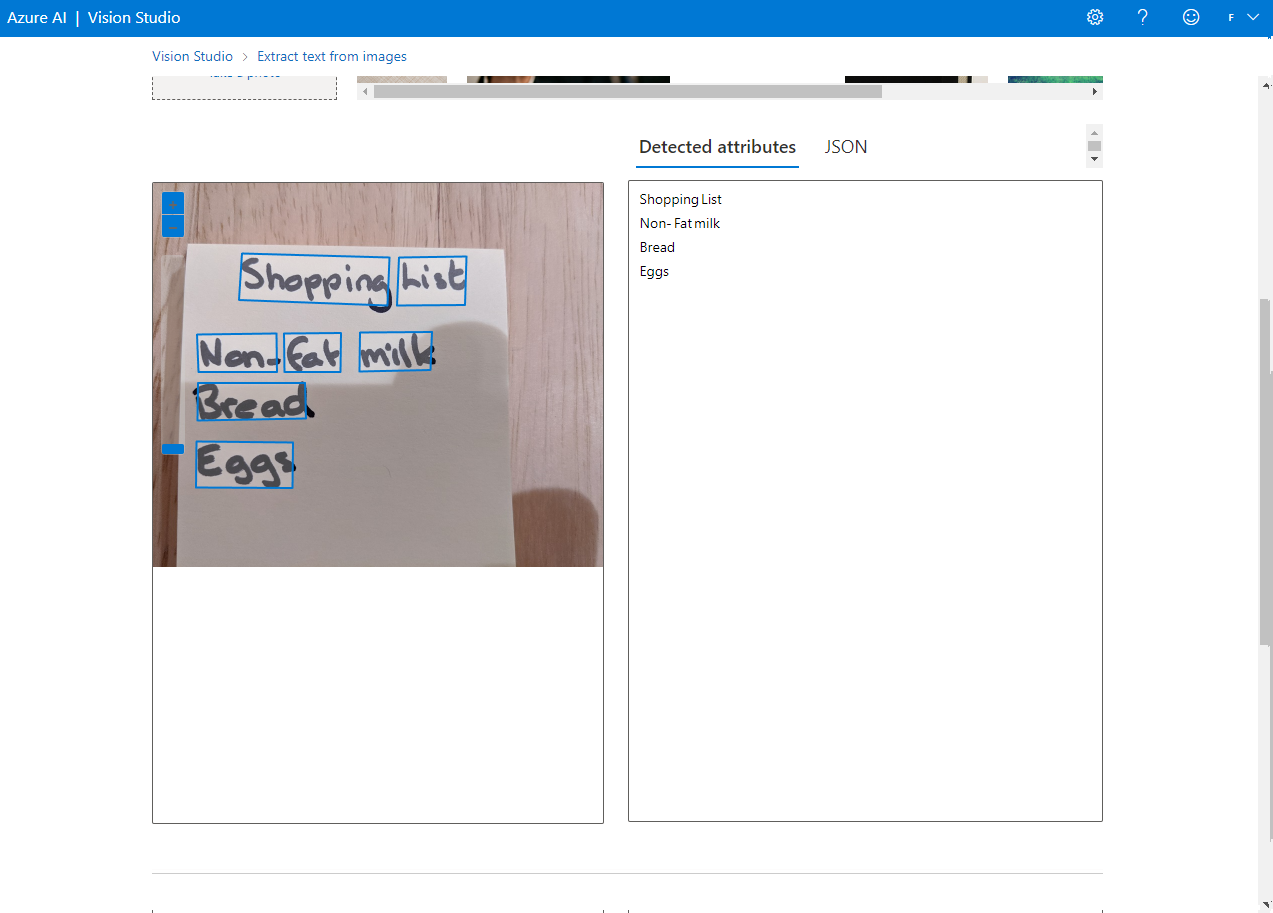 Azure AI | Vision Studio
F
Vision Studio > Extract text from images
Detected attributes JSON
Shopping List
Non-Fat milk
Bread
Eggs
Shopping List
Non- Fat milk
Bread
Eggs